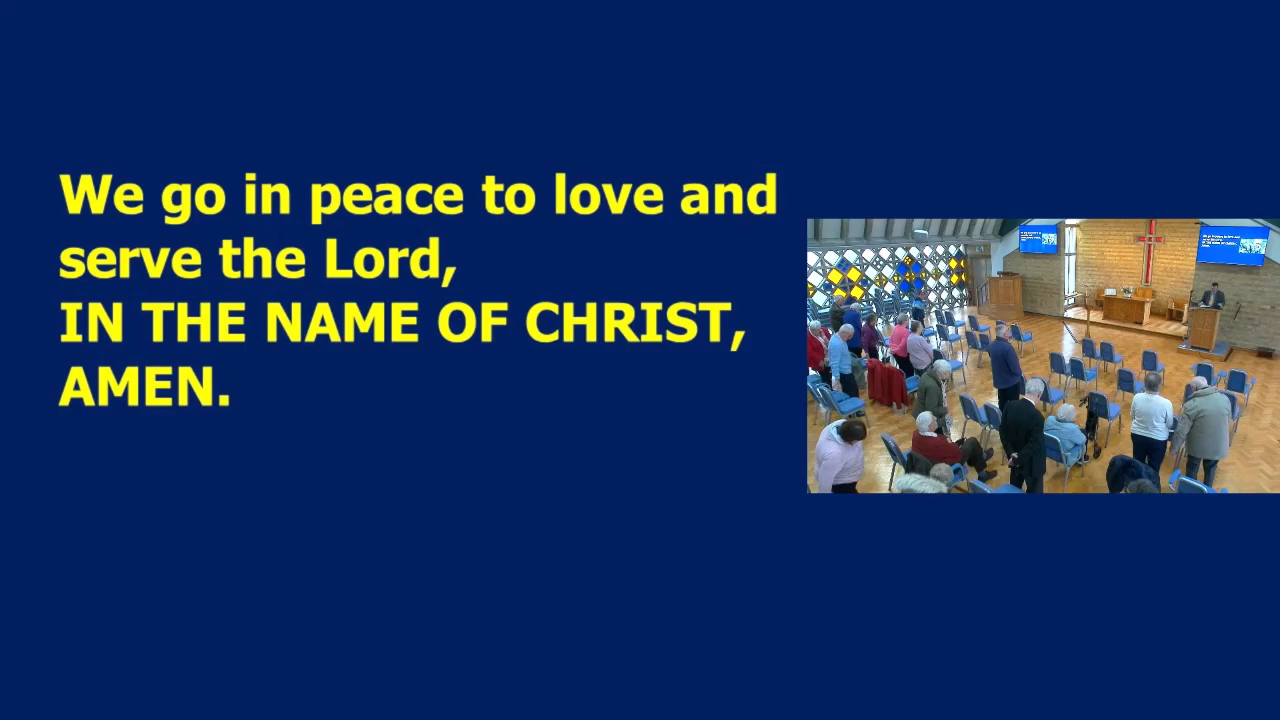 We go in peace to love and
serve the Lord,
IN THE NAME OF CHRIST,
AMEN.